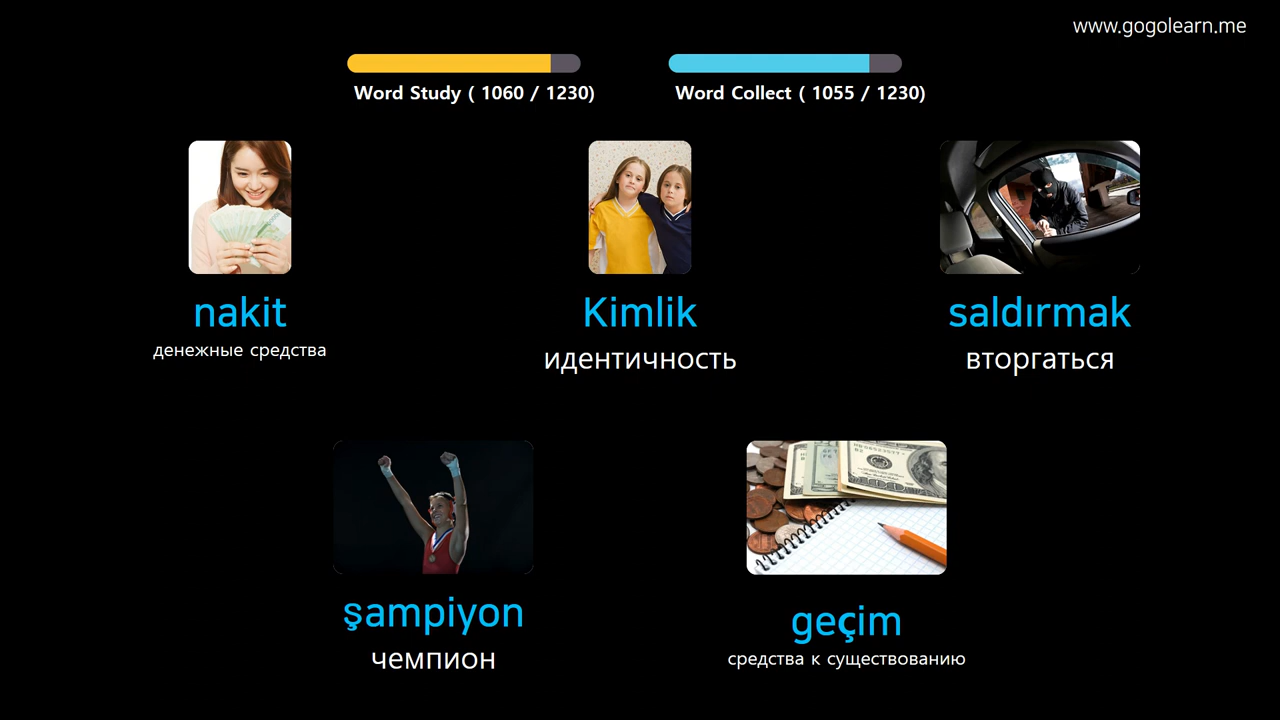 www.gogolearn.me
Word Study ( 1060 / 1230)
Word Collect ( 1055 / 1230)
nakit
денежные средства
Kimlik
идентичность
saldırmak
вторгаться
şampiyon
чемпион
geçim
средства к существованию